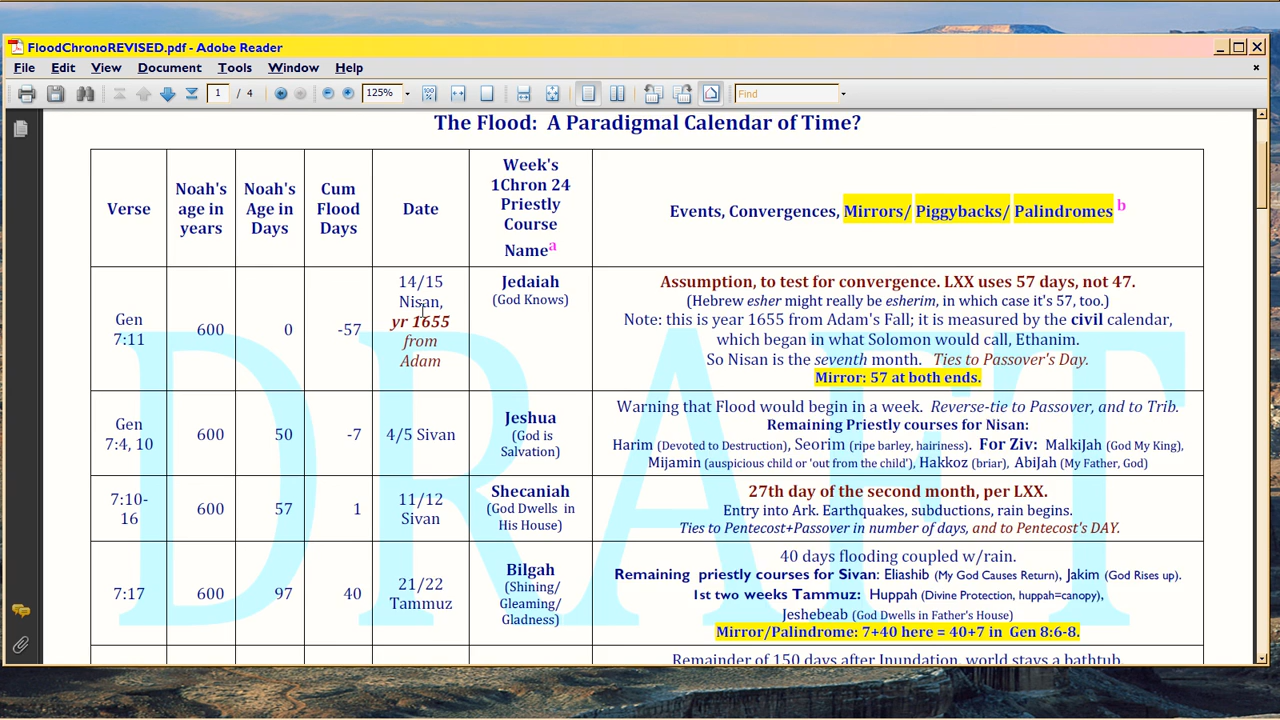 FloodChronoREVISED.pdf - Adobe Reader
File Edit View Document Tools Window Help
1 / 4 125% Find
The Flood: A Paradigmal Calendar of Time?
Verse
Noah's
age in
years
Noah's
Age in
Days
Cum
Flood
Days
Date
Week's
1Chron 24
Priestly
Course
Name a
Events, Convergences, Mirrors/ Piggybacks/ Palindromes b
Gen
7:11
600
0
-57
14/15
Nisan,
yr 1655
from
Adam
Jedaiah
(God Knows)
Assumption, to test for convergence. LXX uses 57 days, not 47.
(Hebrew esher might really be esherim, in which case it's 57, too.)
Note: this is year 1655 from Adam's Fall; it is measured by the civil calendar,
which began in what Solomon would call, Ethanim.
So Nisan is the seventh month. Ties to Passover's Day.
Mirror: 57 at both ends.
Gen
7:4, 10
600
50
-7
4/5 Sivan
Jeshua
(God is
Salvation)
Warning that Flood would begin in a week. Reverse-tie to Passover, and to Trib.
Remaining Priestly courses for Nisan:
Harim (Devoted to Destruction), Seorim (ripe barley, hairiness). For Ziv: MalkiJah (God My King),
Mijamin (auspicious child or 'out from the child'), Hakkoz (briar), AbiJah (My Father, God)
7:10-
16
600
57
1
11/12
Sivan
Shecaniah
(God Dwells in
His House)
27th day of the second month, per LXX.
Entry into Ark. Earthquakes, subductions, rain begins.
Ties to Pentecost+Passover in number of days, and to Pentecost's DAY.
7:17
600
97
40
21/22
Tammuz
Bilgah
(Shining/
Gleaming/
Gladness)
40 days flooding coupled w/rain.
Remaining priestly courses for Sivan: Eliashib (My God Causes Return), Jakim (God Rises up).
1st two weeks Tammuz: Huppah (Divine Protection, huppah=canopy),
Jeshebeab (God Dwells in Father's House)
Mirror/Palindrome: 7+40 here = 40+7 in Gen 8:6-8.
Remainder of 150 days after Inundation, world stays a bathtub.
DRAFT